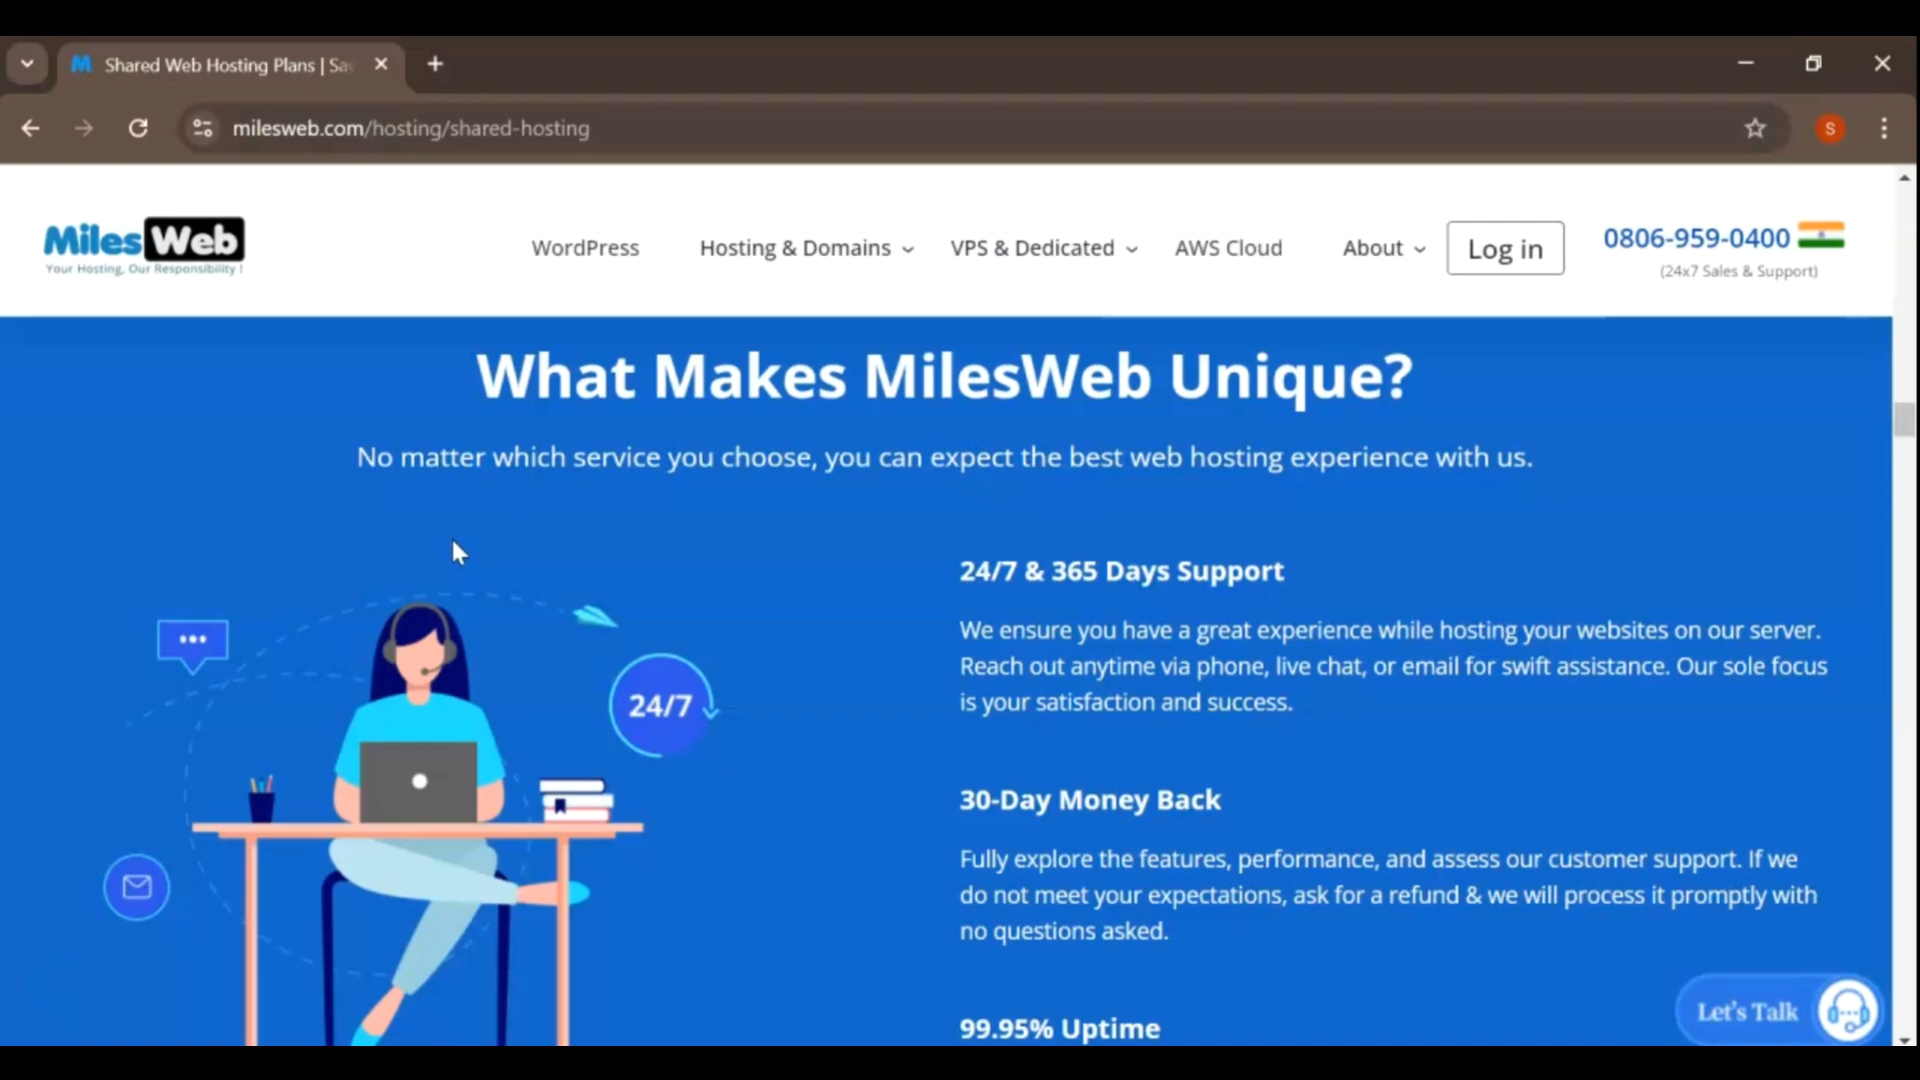 Shared Web Hosting Plans | Sav
milesweb.com/hosting/shared-hosting
S
MilesWeb
Your Hosting, Our Responsibility !
WordPress
Hosting & Domains
VPS & Dedicated
AWS Cloud
About
Log in
0806-959-0400
(24x7 Sales & Support)
What Makes MilesWeb Unique?
No matter which service you choose, you can expect the best web hosting experience with us.
24/7
24/7 & 365 Days Support
We ensure you have a great experience while hosting your websites on our server.
Reach out anytime via phone, live chat, or email for swift assistance. Our sole focus
is your satisfaction and success.
30-Day Money Back
Fully explore the features, performance, and assess our customer support. If we
do not meet your expectations, ask for a refund & we will process it promptly with
no questions asked.
99.95% Uptime
Let's Talk